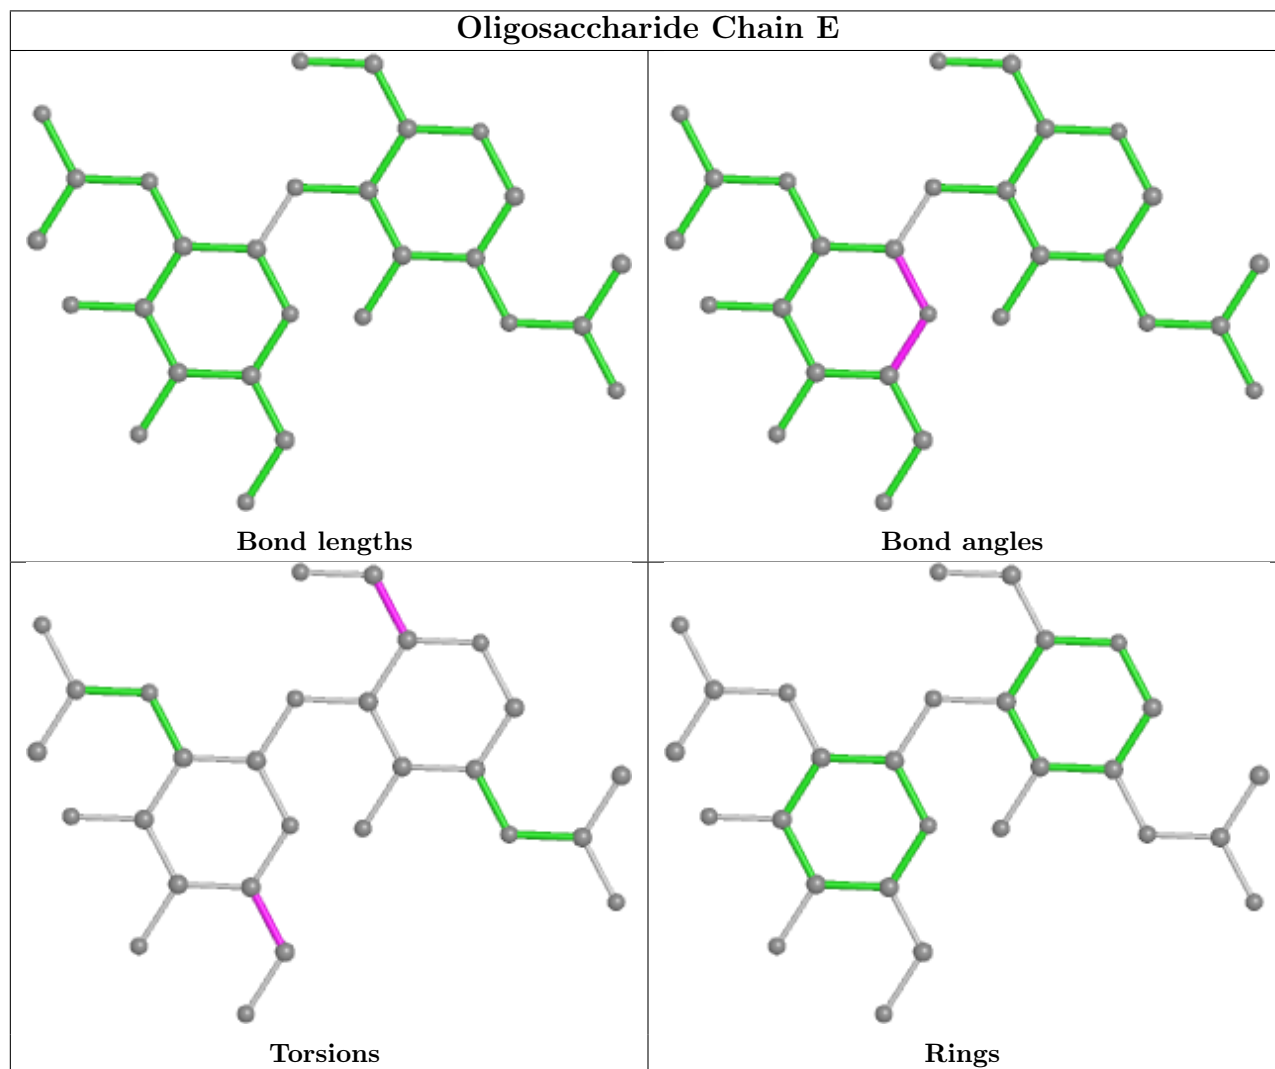 Oligosaccharide Chain E
Bond lengths
Bond angles
Torsions
Rings